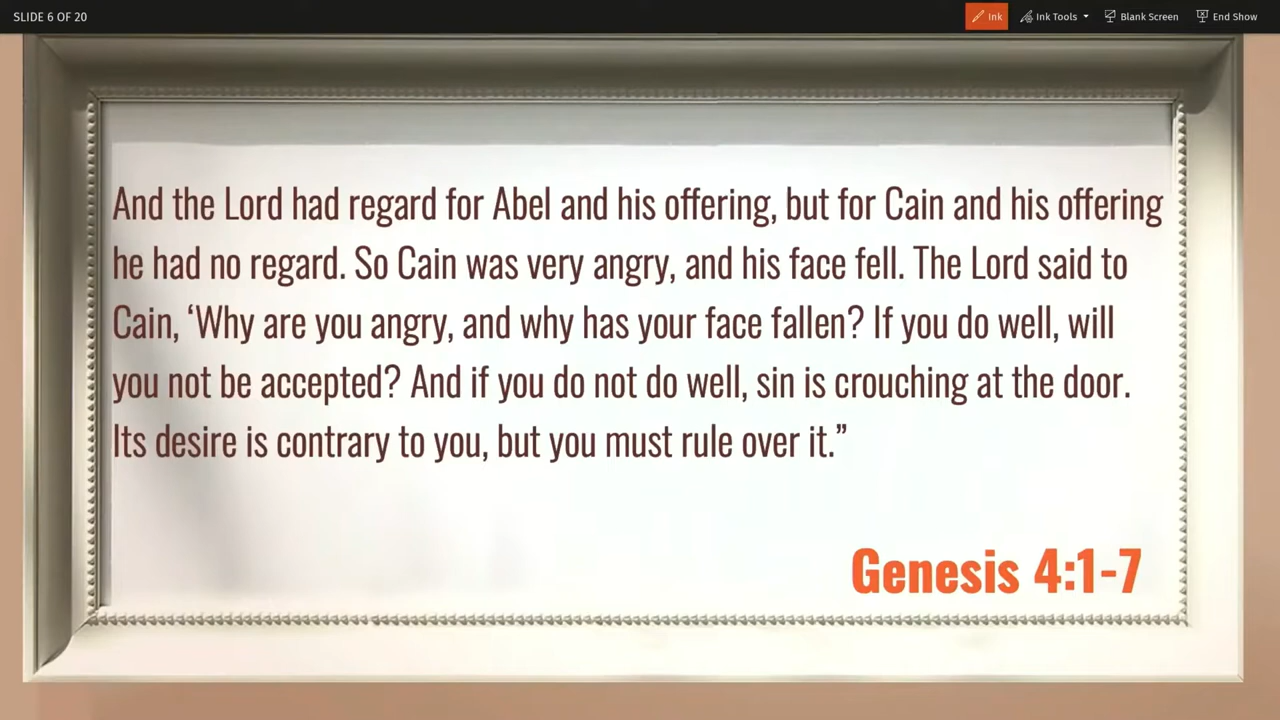 SLIDE 6 OF 20
Ink
Ink Tools
Blank Screen
End Show
And the Lord had regard for Abel and his offering, but for Cain and his offering
he had no regard. So Cain was very angry, and his face fell. The Lord said to
Cain, ‘Why are you angry, and why has your face fallen? If you do well, will
you not be accepted? And if you do not do well, sin is crouching at the door.
Its desire is contrary to you, but you must rule over it.”
Genesis 4:1-7